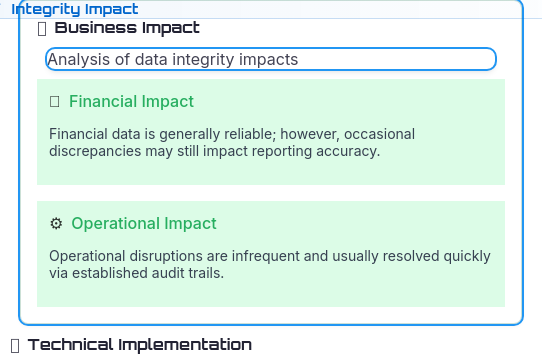 Integrity Impact
Business Impact
Analysis of data integrity impacts
Financial Impact
Financial data is generally reliable; however, occasional
discrepancies may still impact reporting accuracy.
⚙ Operational Impact
Operational disruptions are infrequent and usually resolved quickly
via established audit trails.
Technical Implementation